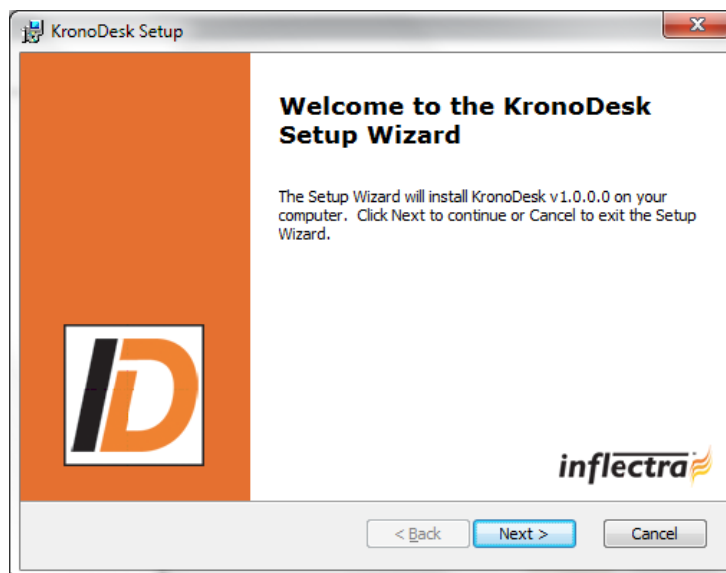 KronoDesk Setup
Welcome to the KronoDesk
Setup Wizard
The Setup Wizard will install KronoDesk v1.0.0.0 on your
computer. Click Next to continue or Cancel to exit the Setup
Wizard.
D
inflectra
< Back Next > Cancel